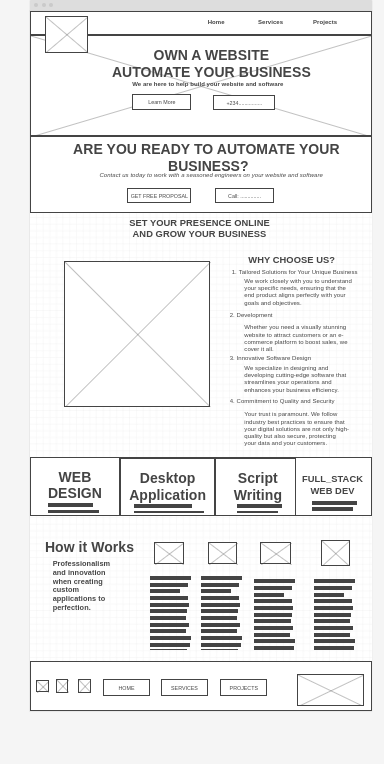 Home Services Projects
OWN A WEBSITE
AUTOMATE YOUR BUSINESS
We are here to help build your website and software
Learn More +234...............
ARE YOU READY TO AUTOMATE YOUR
BUSINESS?
Contact us today to work with a seasoned engineers on your website and software
GET FREE PROPOSAL Call: .............
SET YOUR PRESENCE ONLINE
AND GROW YOUR BUSINESS
WHY CHOOSE US?
1. Tailored Solutions for Your Unique Business
We work closely with you to understand
your specific needs, ensuring that the
end product aligns perfectly with your
goals and objectives.
2. Development
Whether you need a visually stunning
website to attract customers or an e-
commerce platform to boost sales, we
cover it all.
3. Innovative Software Design
We specialize in designing and
developing cutting-edge software that
streamlines your operations and
enhances your business efficiency.
4. Commitment to Quality and Security
Your trust is paramount. We follow
industry best practices to ensure that
your digital solutions are not only high-
quality but also secure, protecting
your data and your customers.
WEB
DESIGN
Desktop
Application
Script
Writing
FULL_STACK
WEB DEV
How it Works
Professionalism
and innovation
when creating
custom
applications to
perfection.
HOME SERVICES PROJECTS